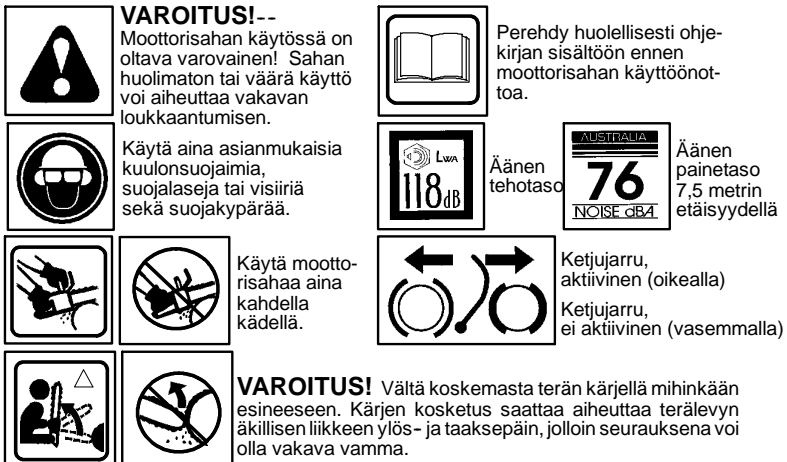 VAROITUS!--
Moottorisahan käytössä on
oltava varovainen! Sahan
huolimaton tai väärä käyttö
voi aiheuttaa vakavan
loukkaantumisen.
Perehdy huolellisesti ohje-
kirjan sisältöön ennen
moottorisahan käyttöönot-
toa.
Käytä aina asianmukaisia
kuulonsuojaimia,
suojalaseja tai visiiriä
sekä suojakypärää.
LWA
118dB
Äänen
tehotaso
AUSTRALIA
76
NOISE dBA
Äänen
painetaso
7,5 metrin
etäisyydellä
Käytä mootto-
risahaa aina
kahdella
kädellä.
Ketjujarru,
aktiivinen (oikealla)
Ketjujarru,
ei aktiivinen (vasemmalla)
VAROITUS! Vältä koskemasta terän kärjellä mihinkään
esineeseen. Kärjen kosketus saattaa aiheuttaa terälevyn
äkillisen liikkeen ylös- ja taaksepäin, jolloin seurauksena voi
olla vakava vamma.